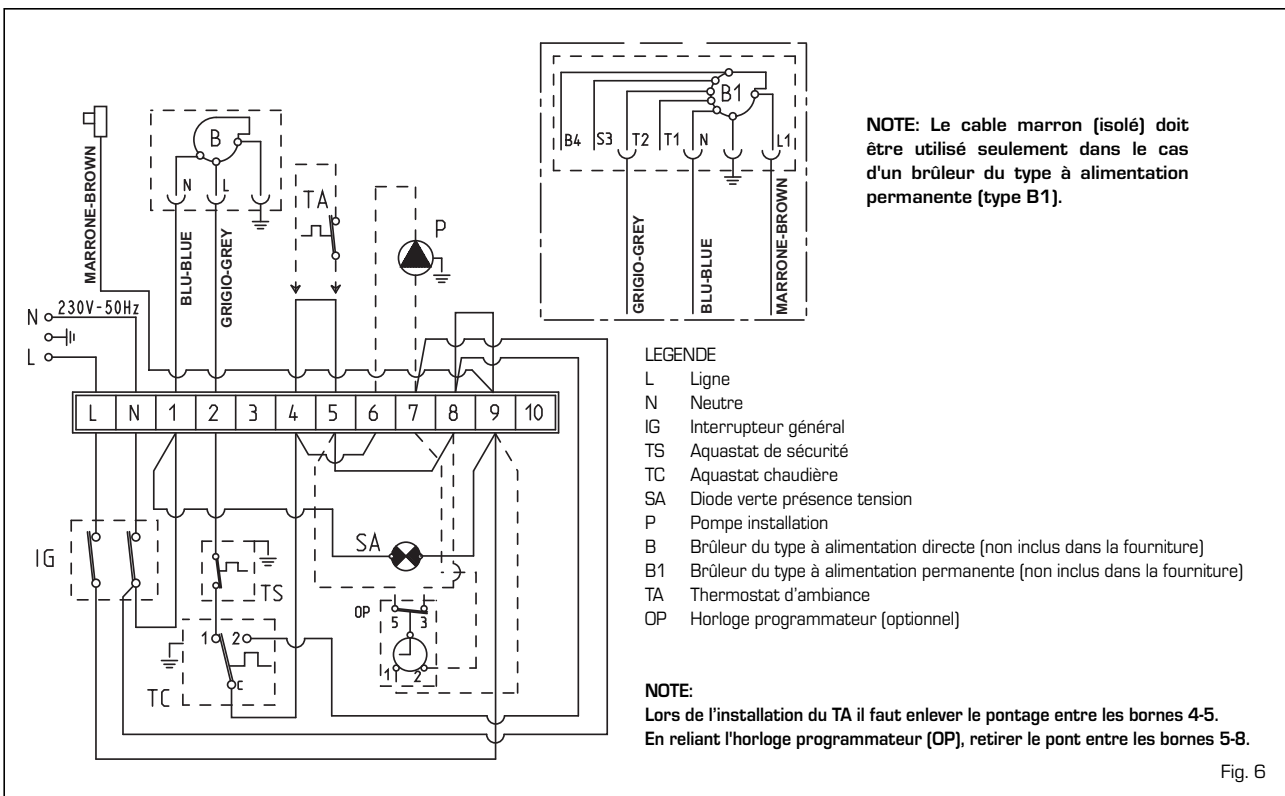 MARRONE-BROWN
N
230V-50Hz
L
B
N L
BLU-BLUE
GRIGIO-GREY
TA
P
B1
B4 S3 T2 T1 N L1
GRIGIO-GREY
BLU-BLUE
MARRONE-BROWN
NOTE: Le cable marron (isolé) doit
être utilisé seulement dans le cas
d'un brûleur du type à alimentation
permanente (type B1).
L N 1 2 3 4 5 6 7 8 9 10
IG
TS
1 2
C
TC
SA
OP
5 3
1 2
LEGENDE
L Ligne
N Neutre
IG Interrupteur général
TS Aquastat de sécurité
TC Aquastat chaudière
SA Diode verte présence tension
P Pompe installation
B Brûleur du type à alimentation directe (non inclus dans la fourniture)
B1 Brûleur du type à alimentation permanente (non inclus dans la fourniture)
TA Thermostat d'ambiance
OP Horloge programmateur (optionnel)
NOTE:
Lors de l'installation du TA il faut enlever le pontage entre les bornes 4-5.
En reliant l'horloge programmateur (OP), retirer le pont entre les bornes 5-8.
Fig. 6